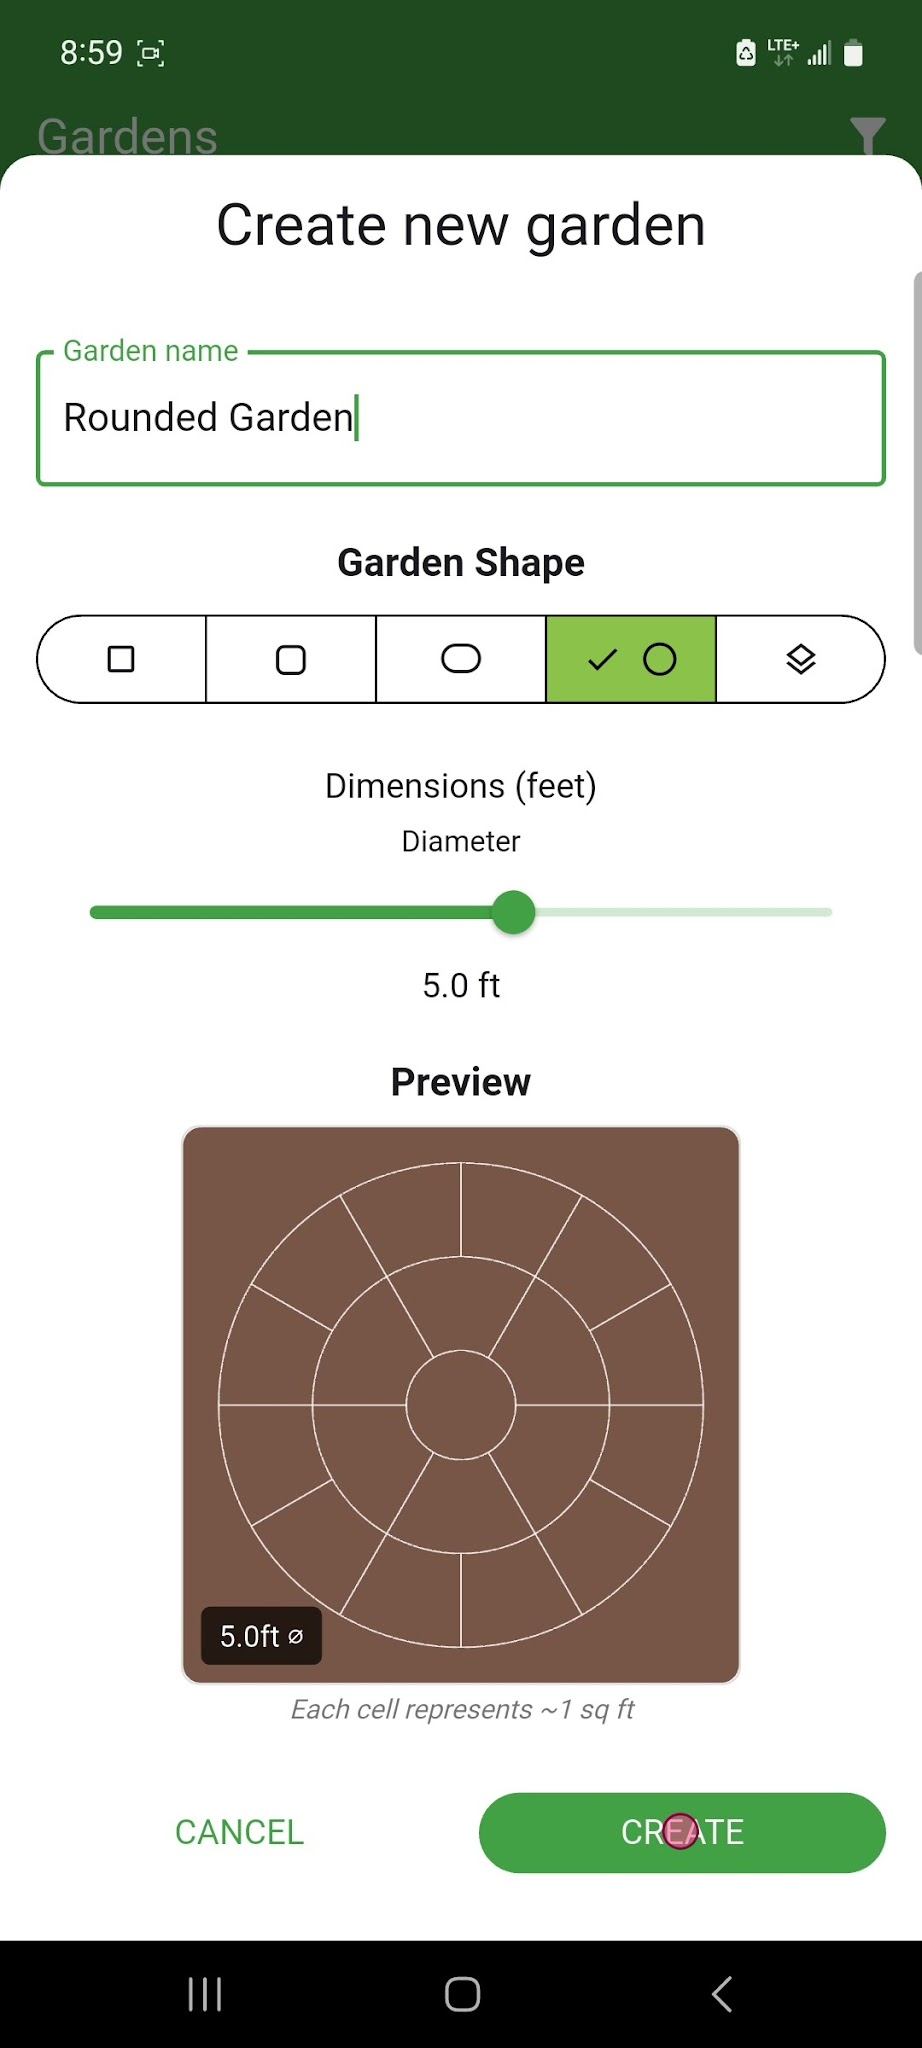 8:59 LTE+
Gardens
Create new garden
Garden name
Rounded Garden
Garden Shape
Dimensions (feet)
Diameter
5.0 ft
Preview
5.0ft ⌀
Each cell represents ~1 sq ft
CANCEL CREATE